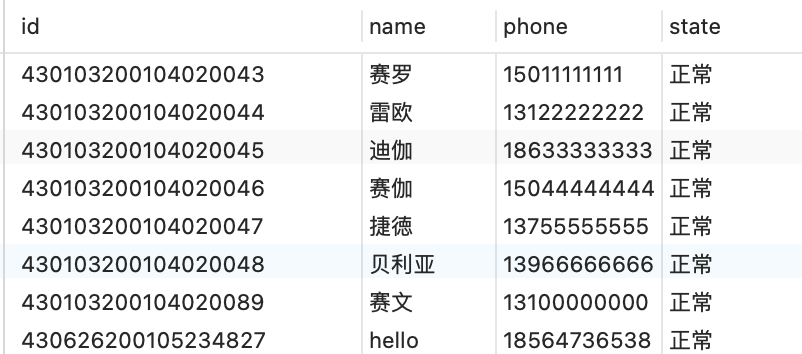 id name phone state
430103200104020043 赛罗 15011111111 正常
430103200104020044 雷欧 13122222222 正常
430103200104020045 迪伽 18633333333 正常
430103200104020046 赛伽 15044444444 正常
430103200104020047 捷德 13755555555 正常
430103200104020048 贝利亚 13966666666 正常
430103200104020089 赛文 13100000000 正常
430626200105234827 hello 18564736538 正常